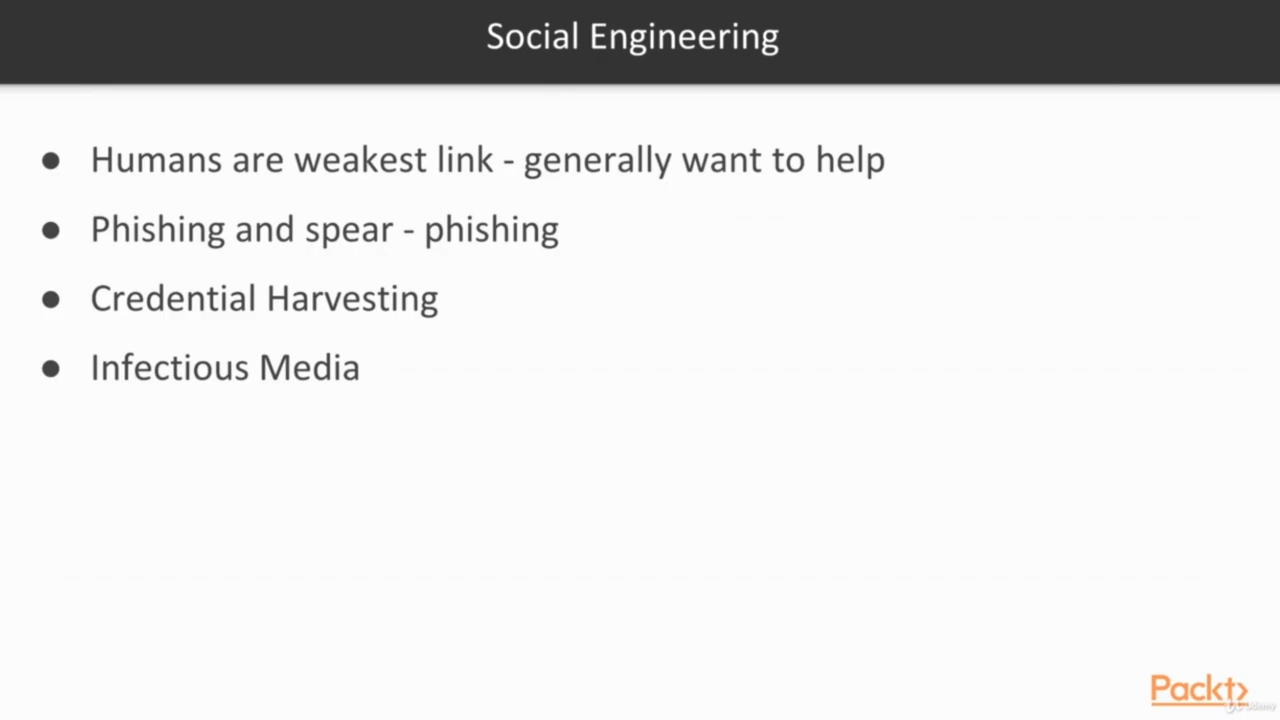 Social Engineering
● Humans are weakest link - generally want to help
● Phishing and spear - phishing
● Credential Harvesting
● Infectious Media
Packt>
Udemy